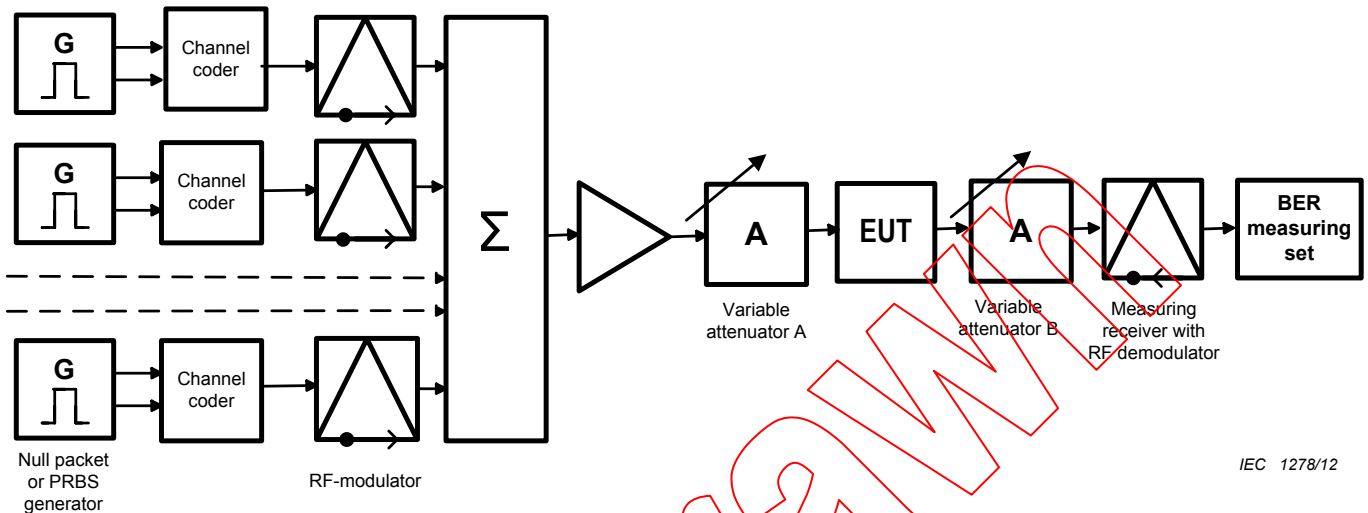 G
Channel
coder
G
Channel
coder
G
Channel
coder
Null packet
or PRBS
generator
RF-modulator
Σ
A
Variable
attenuator A
EUT
A
Variable
attenuator B
Measuring
receiver with
RF demodulator
BER
measuring
set
IEC 1278/12